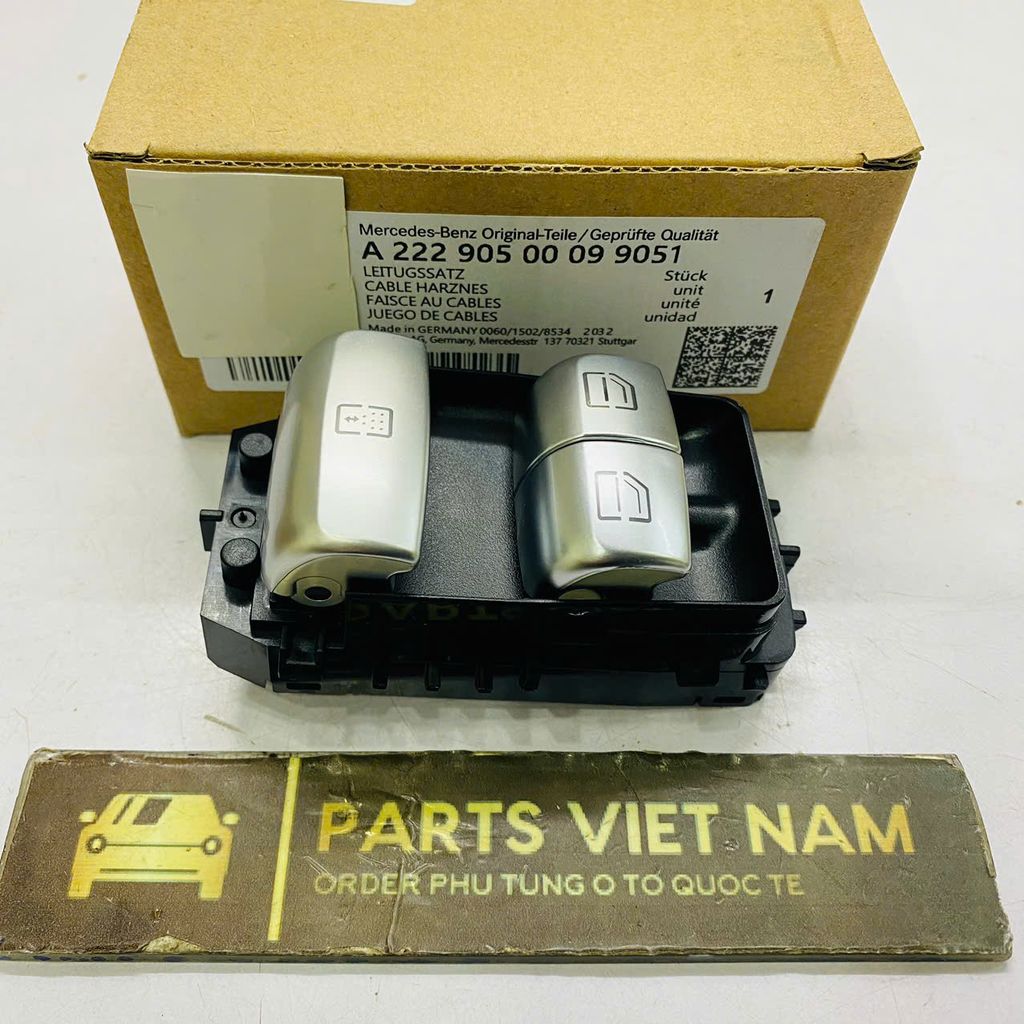 Mercedes-Benz Original-Teile/Geprüfte Qualität
A 222 905 00 09 9051
LEITUGSSATZ
CABLE HARZNES
FAISCE AU CABLES
JUEGO DE CABLES
Stück
unit
unité
unidad
1
Made in GERMANY 0060/1502/8534 2032
AG, Germany, Mercedesstr 137 70321 Stuttgar
PARTS VIET NAM
ORDER PHU TUNG O TO QUOC TE